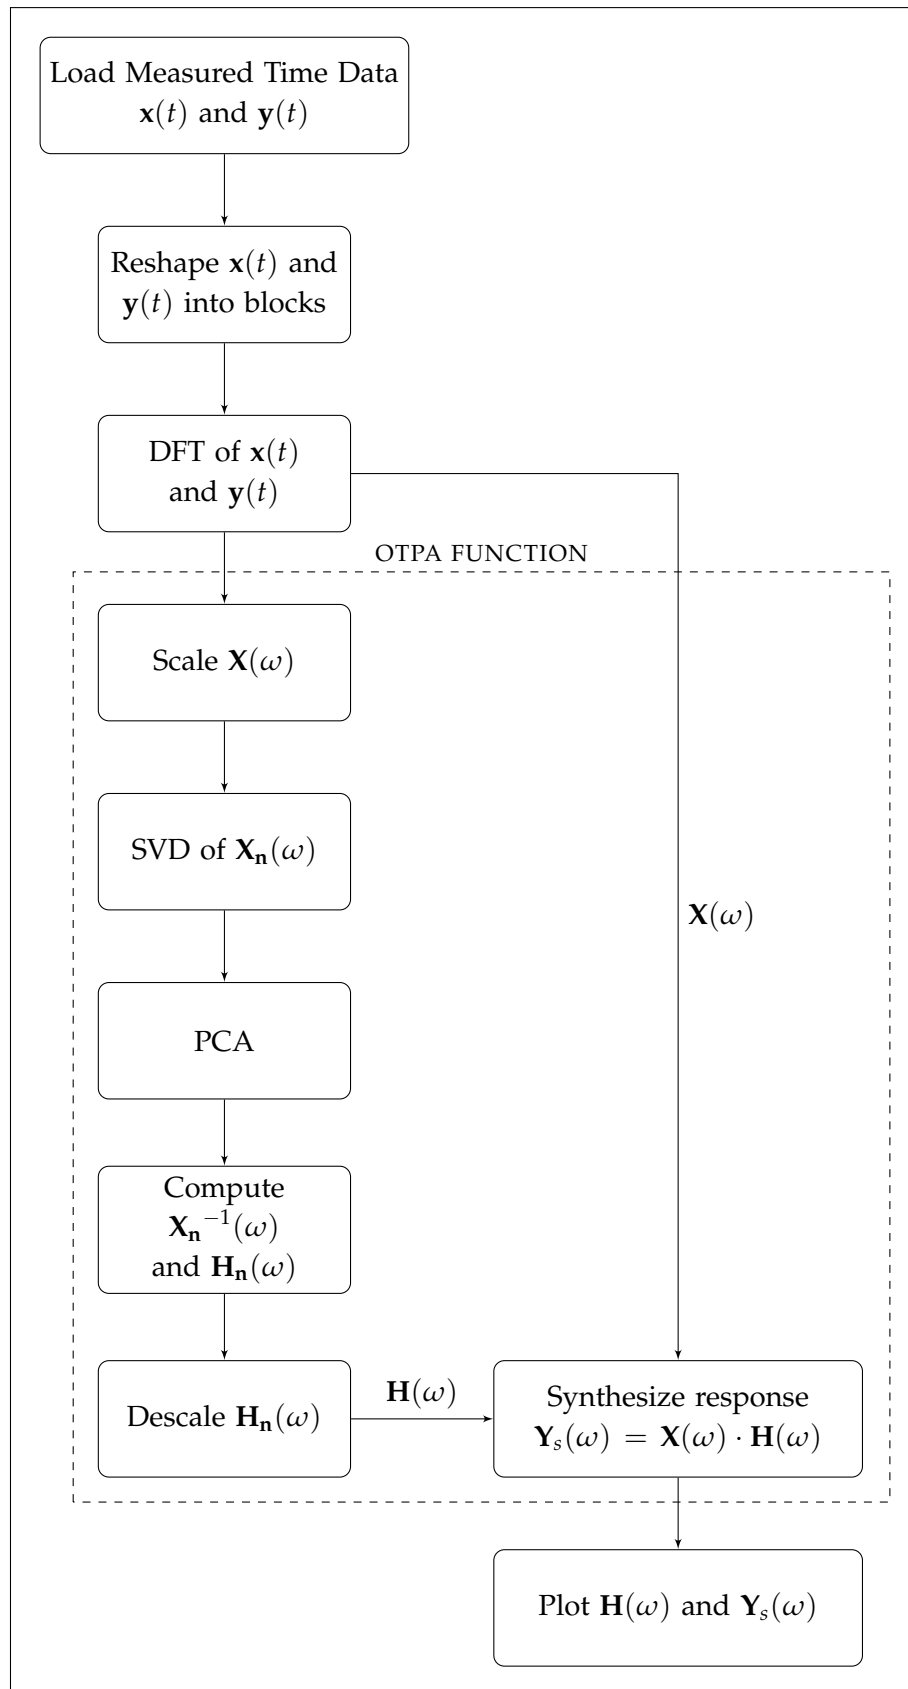 Load Measured Time Data
x(t) and y(t)
Reshape x(t) and
y(t) into blocks
DFT of x(t)
and y(t)
OTPA FUNCTION
Scale X(ω)
SVD of Xₙ(ω)
X(ω)
PCA
Compute
Xₙ⁻¹(ω)
and Hₙ(ω)
Descale Hₙ(ω)
H(ω)
Synthesize response
Yₛ(ω) = X(ω) · H(ω)
Plot H(ω) and Yₛ(ω)